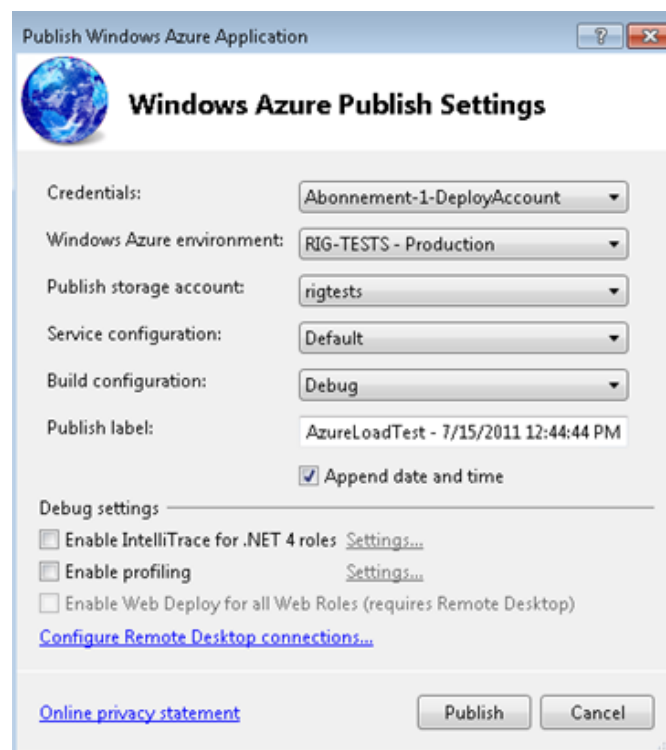 Publish Windows Azure Application
Windows Azure Publish Settings
Credentials: Abonnement-1-DeployAccount
Windows Azure environment: RIG-TESTS - Production
Publish storage account: rigtests
Service configuration: Default
Build configuration: Debug
Publish label: AzureLoadTest - 7/15/2011 12:44:44 PM
Append date and time
Debug settings
Enable IntelliTrace for .NET 4 roles Settings...
Enable profiling Settings...
Enable Web Deploy for all Web Roles (requires Remote Desktop)
Configure Remote Desktop connections...
Online privacy statement Publish Cancel